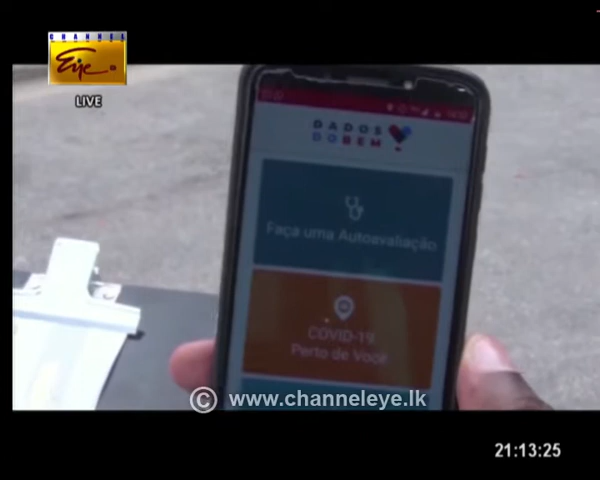 CHANNEL
Eye
LIVE
DADOS
DO BEM
Faça uma Autoavaliação
COVID-19
Perto de Você
© www.channeleye.lk
21:13:25